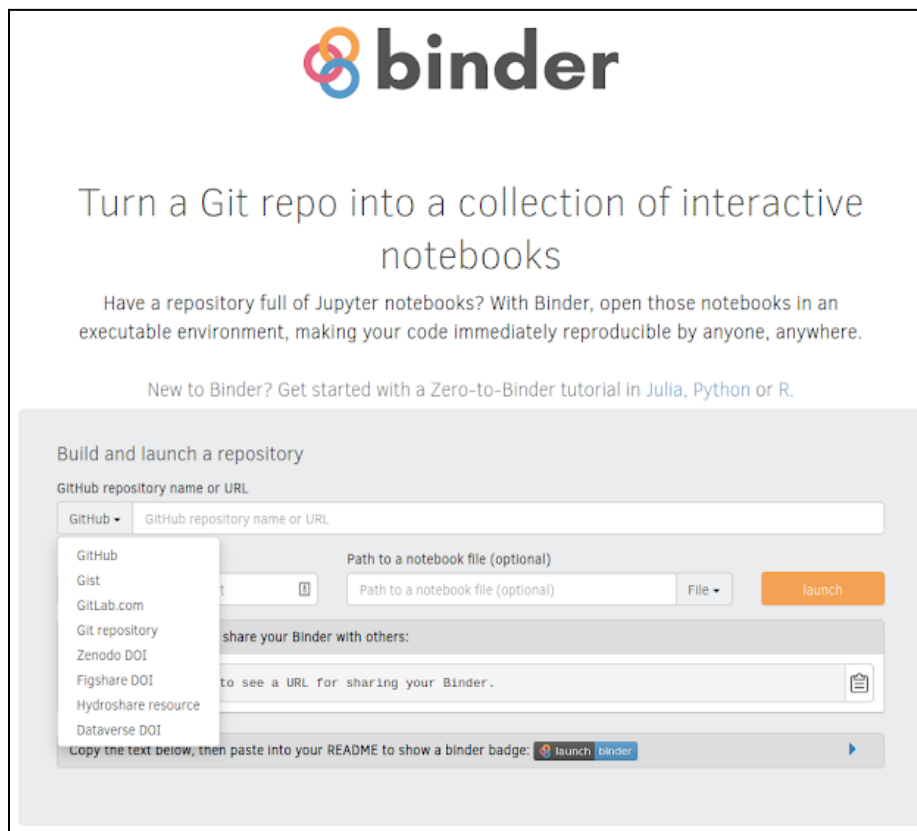 binder
Turn a Git repo into a collection of interactive
notebooks
Have a repository full of Jupyter notebooks? With Binder, open those notebooks in an
executable environment, making your code immediately reproducible by anyone, anywhere.
New to Binder? Get started with a Zero-to-Binder tutorial in Julia, Python or R.
Build and launch a repository
GitHub repository name or URL
GitHub GitHub repository name or URL
GitHub
Gist
GitLab.com
Git repository
Zenodo DOI
Figshare DOI
Hydroshare resource
Dataverse DOI
Path to a notebook file (optional)
t Path to a notebook file (optional) File launch
share your Binder with others:
to see a URL for sharing your Binder.
Copy the text below, then paste into your README to show a binder badge: launch binder